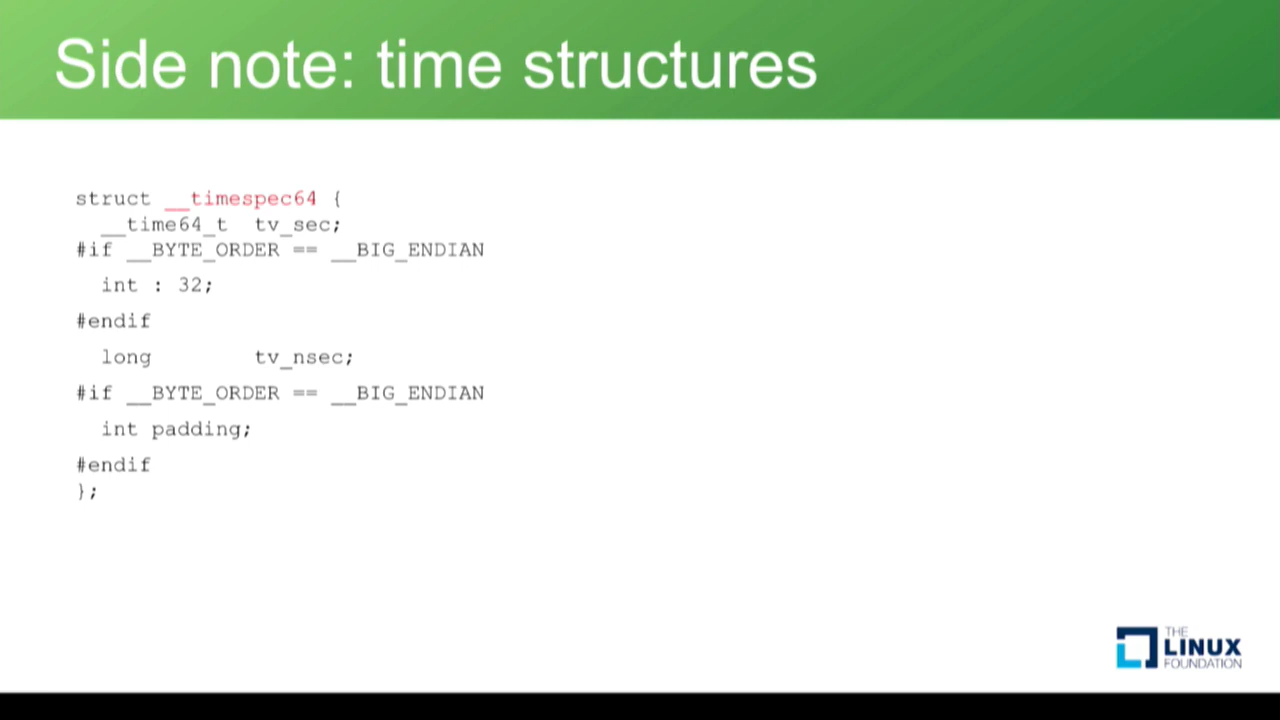 Side note: time structures
struct __timespec64 {
  __time64_t  tv_sec;
#if __BYTE_ORDER == __BIG_ENDIAN
  int : 32;
#endif
  long        tv_nsec;
#if __BYTE_ORDER == __BIG_ENDIAN
  int padding;
#endif
};
THE
LINUX
FOUNDATION